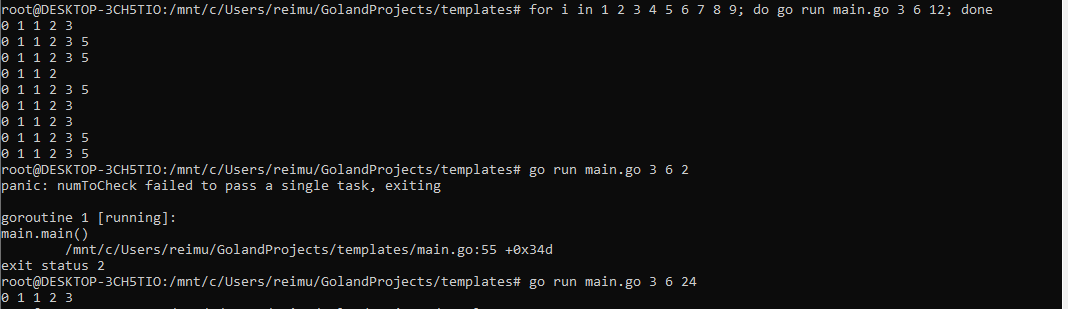 root@DESKTOP-3CH5TIO:/mnt/c/Users/reimu/GolandProjects/templates# for i in 1 2 3 4 5 6 7 8 9; do go run main.go 3 6 12; done
0 1 1 2 3
0 1 1 2 3 5
0 1 1 2 3 5
0 1 1 2
0 1 1 2 3 5
0 1 1 2 3
0 1 1 2 3
0 1 1 2 3 5
0 1 1 2 3 5
root@DESKTOP-3CH5TIO:/mnt/c/Users/reimu/GolandProjects/templates# go run main.go 3 6 2
panic: numToCheck failed to pass a single task, exiting
goroutine 1 [running]:
main.main()
/mnt/c/Users/reimu/GolandProjects/templates/main.go:55 +0x34d
exit status 2
root@DESKTOP-3CH5TIO:/mnt/c/Users/reimu/GolandProjects/templates# go run main.go 3 6 24
0 1 1 2 3